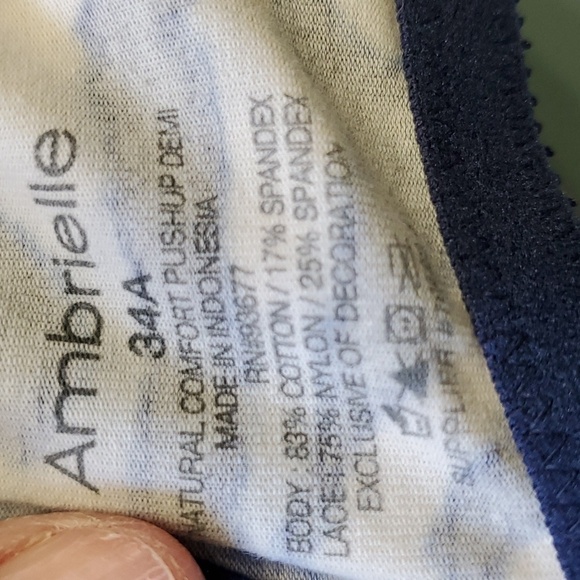 Ambrielle
34A
NATURAL COMFORT PUSHUP DEMI
MADE IN INDONESIA
RN#93677
BODY : 83% COTTON / 17% SPANDEX
LACE : 75% NYLON / 25% SPANDEX
EXCLUSIVE OF DECORATION
SUPPLIER